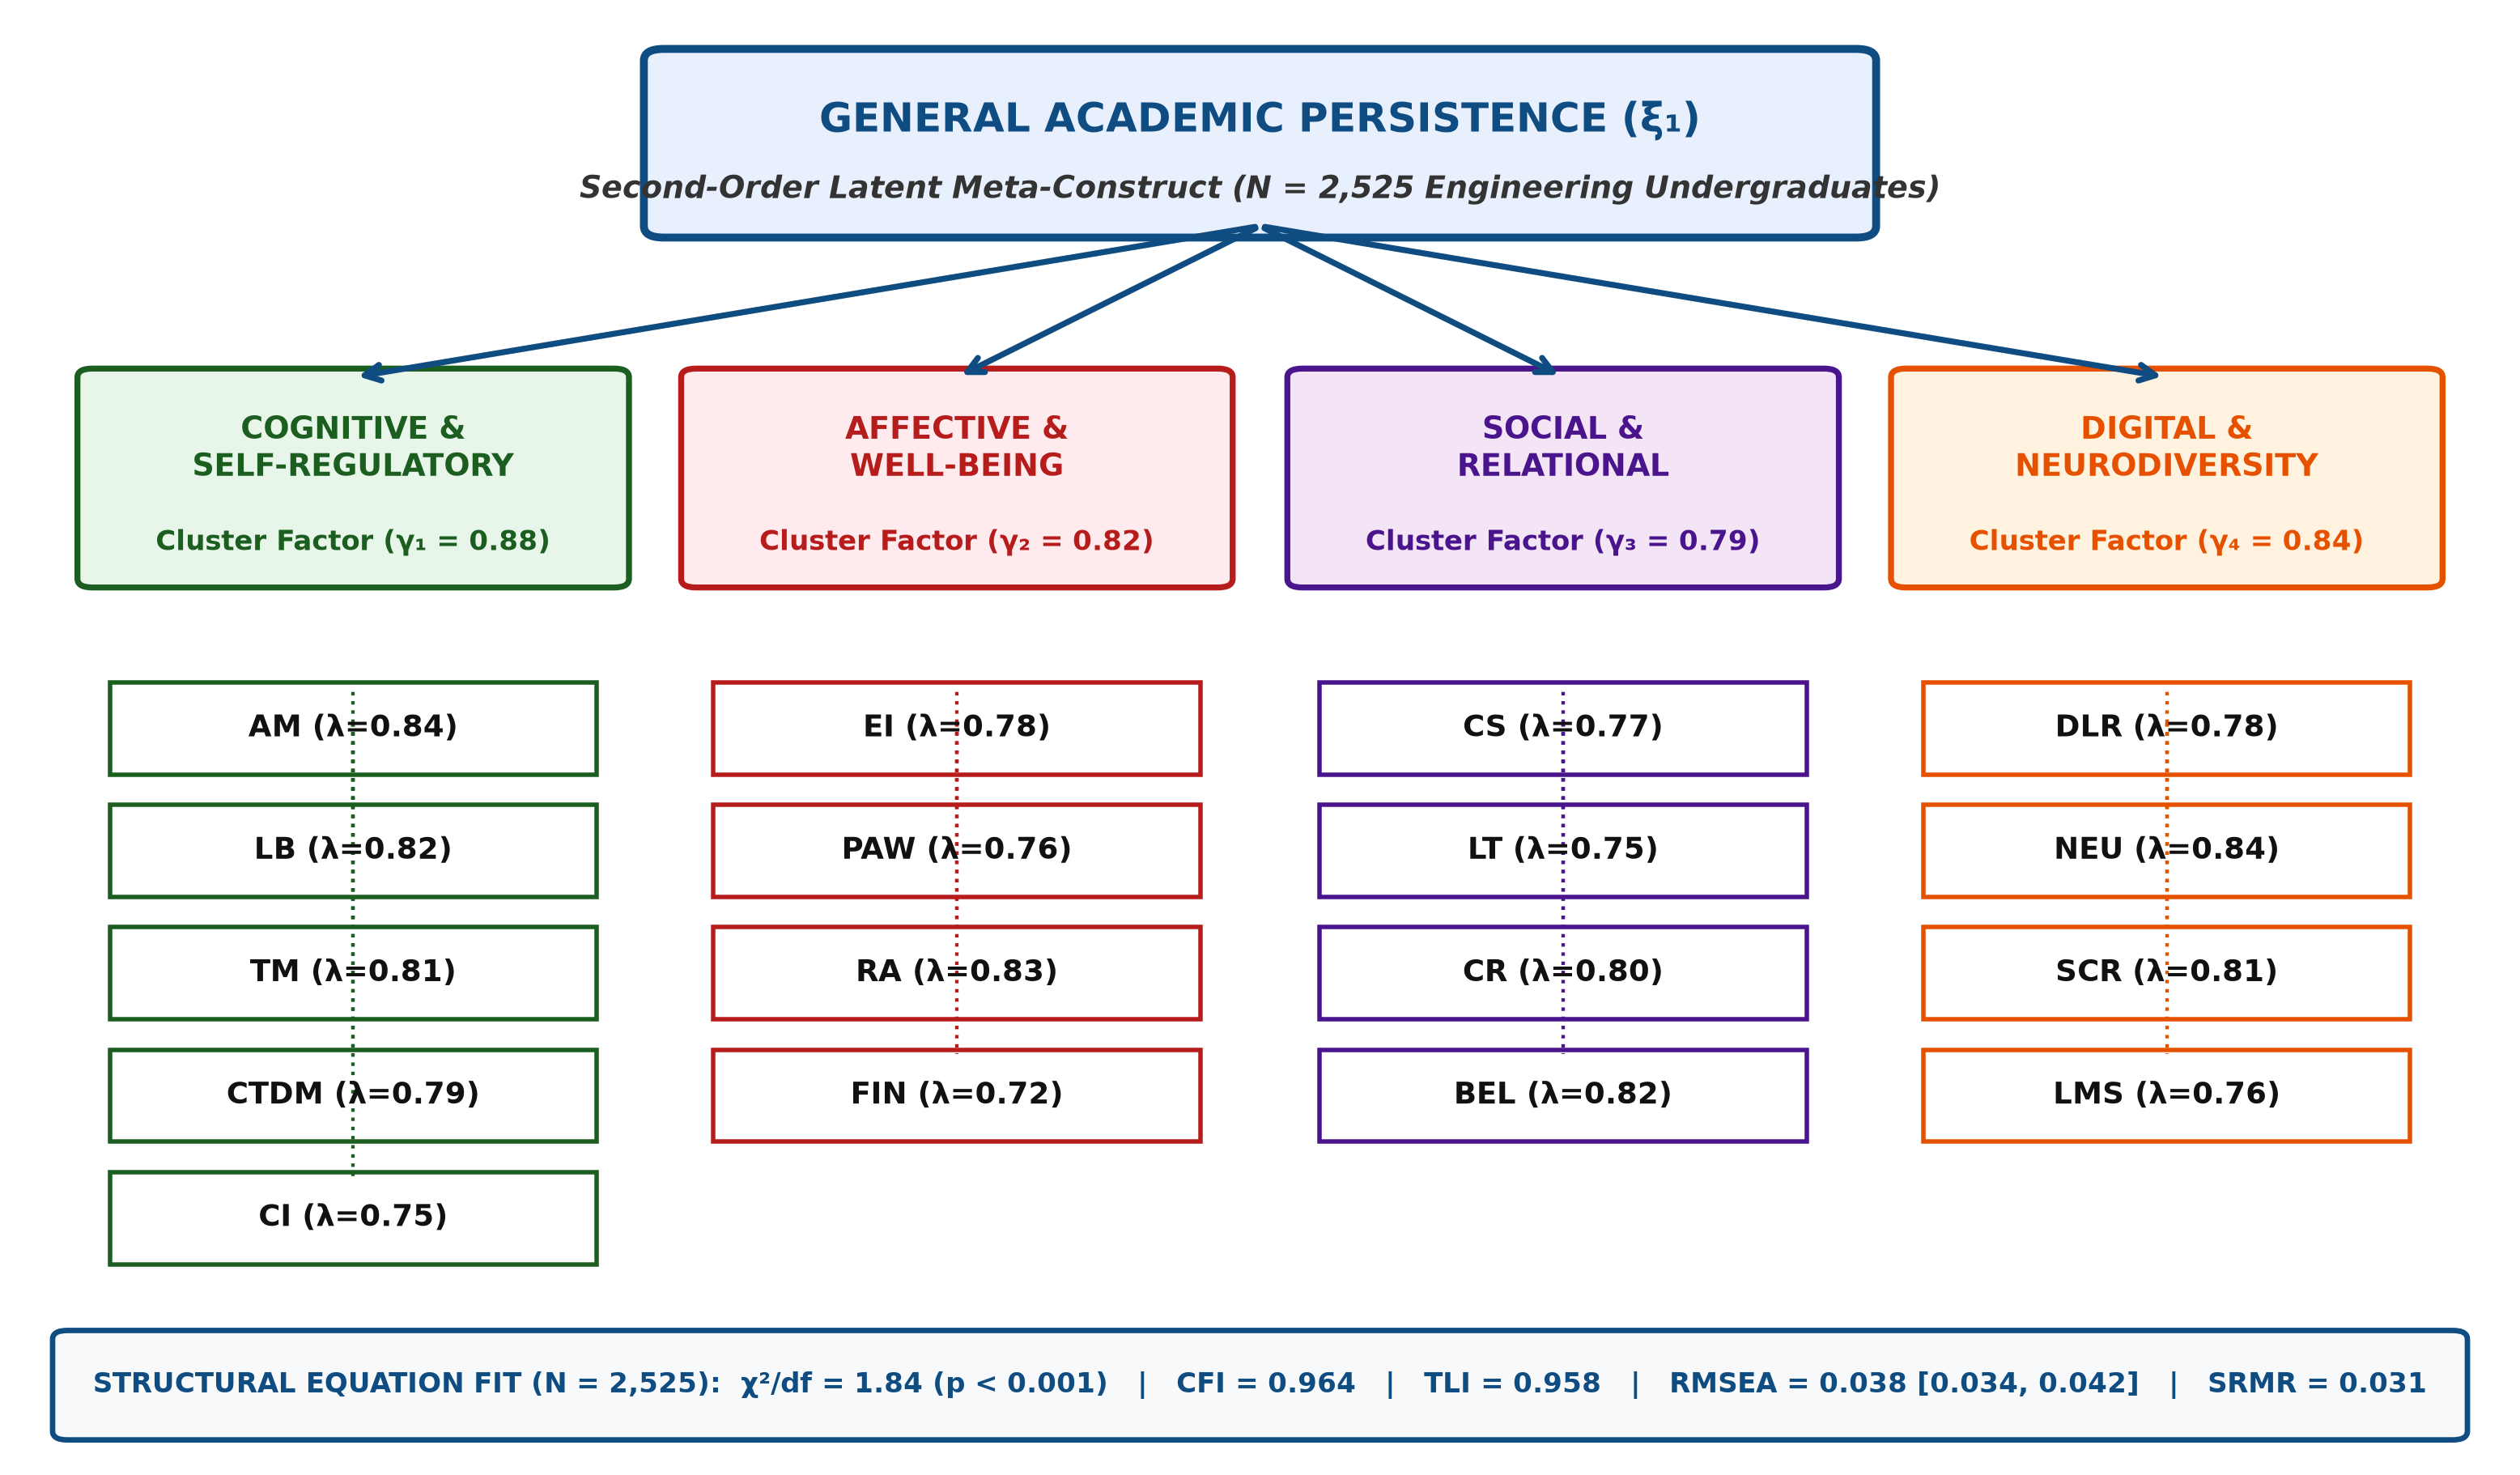 GENERAL ACADEMIC PERSISTENCE (ξ₁)
Second-Order Latent Meta-Construct (N = 2,525 Engineering Undergraduates)
COGNITIVE &
SELF-REGULATORY
Cluster Factor (γ₁ = 0.88)
AFFECTIVE &
WELL-BEING
Cluster Factor (γ₂ = 0.82)
SOCIAL &
RELATIONAL
Cluster Factor (γ₃ = 0.79)
DIGITAL &
NEURODIVERSITY
Cluster Factor (γ₄ = 0.84)
AM (λ=0.84)
LB (λ=0.82)
TM (λ=0.81)
CTDM (λ=0.79)
CI (λ=0.75)
EI (λ=0.78)
PAW (λ=0.76)
RA (λ=0.83)
FIN (λ=0.72)
CS (λ=0.77)
LT (λ=0.75)
CR (λ=0.80)
BEL (λ=0.82)
DLR (λ=0.78)
NEU (λ=0.84)
SCR (λ=0.81)
LMS (λ=0.76)
STRUCTURAL EQUATION FIT (N = 2,525): χ²/df = 1.84 (p < 0.001) | CFI = 0.964 | TLI = 0.958 | RMSEA = 0.038 [0.034, 0.042] | SRMR = 0.031